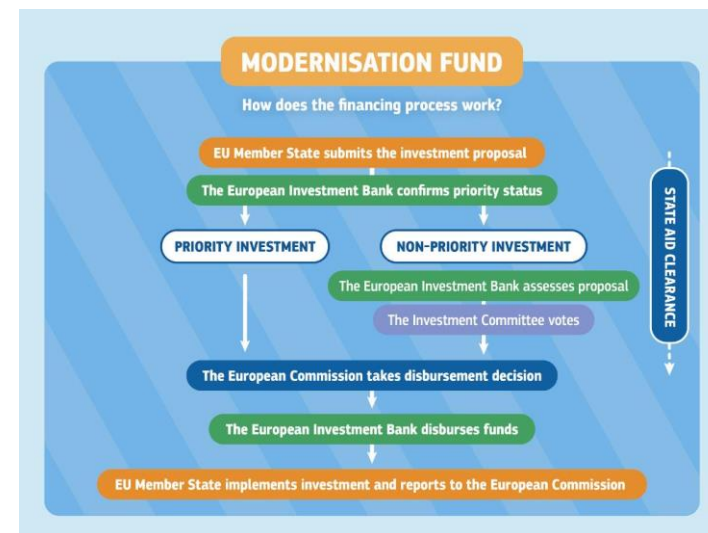 MODERNISATION FUND
How does the financing process work?
EU Member State submits the investment proposal
The European Investment Bank confirms priority status
PRIORITY INVESTMENT
NON-PRIORITY INVESTMENT
The European Investment Bank assesses proposal
The Investment Committee votes
The European Commission takes disbursement decision
The European Investment Bank disburses funds
EU Member State implements investment and reports to the European Commission
STATE AID CLEARANCE